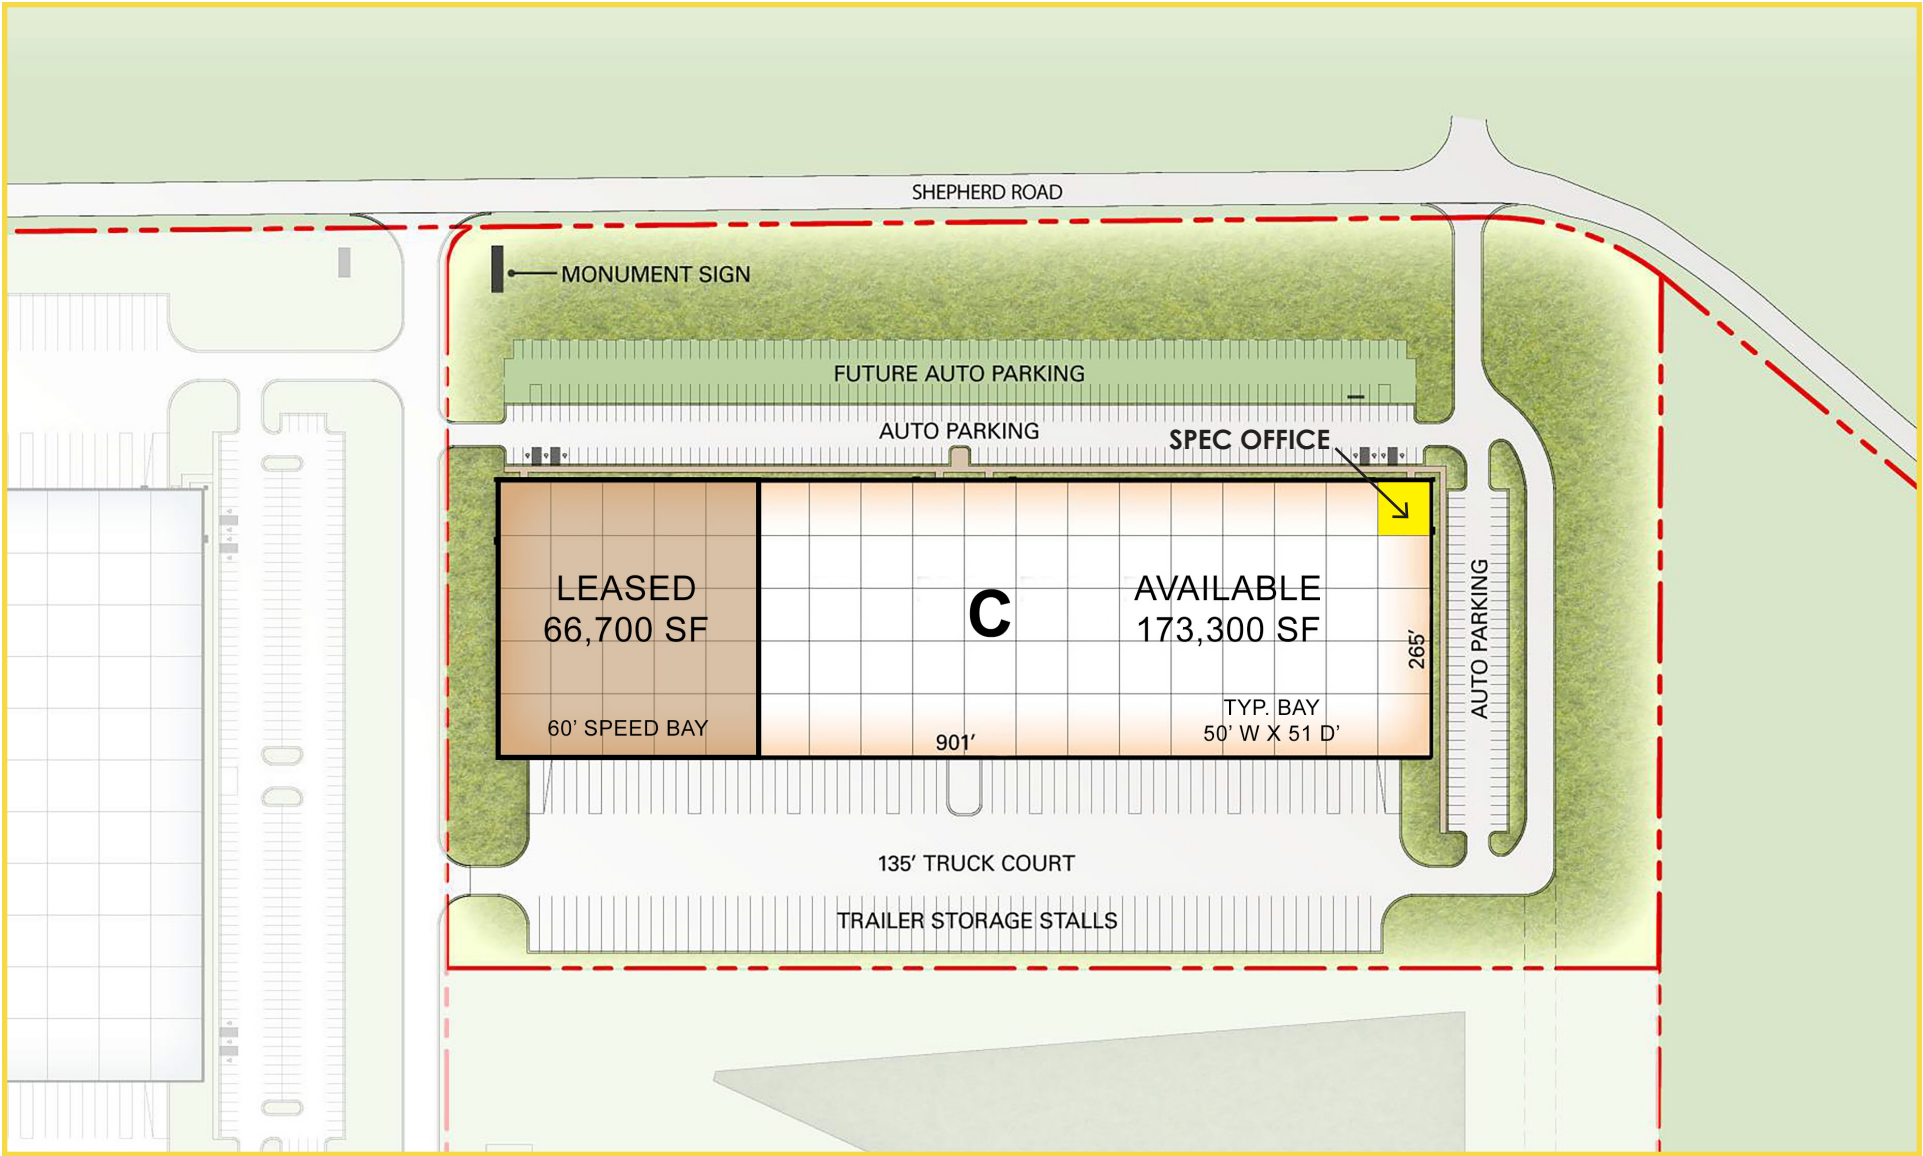 SHEPHERD ROAD
MONUMENT SIGN
FUTURE AUTO PARKING
AUTO PARKING
SPEC OFFICE
LEASED
66,700 SF
60’ SPEED BAY
C
AVAILABLE
173,300 SF
265’
TYP. BAY
50’ W X 51 D’
901’
AUTO PARKING
135’ TRUCK COURT
TRAILER STORAGE STALLS